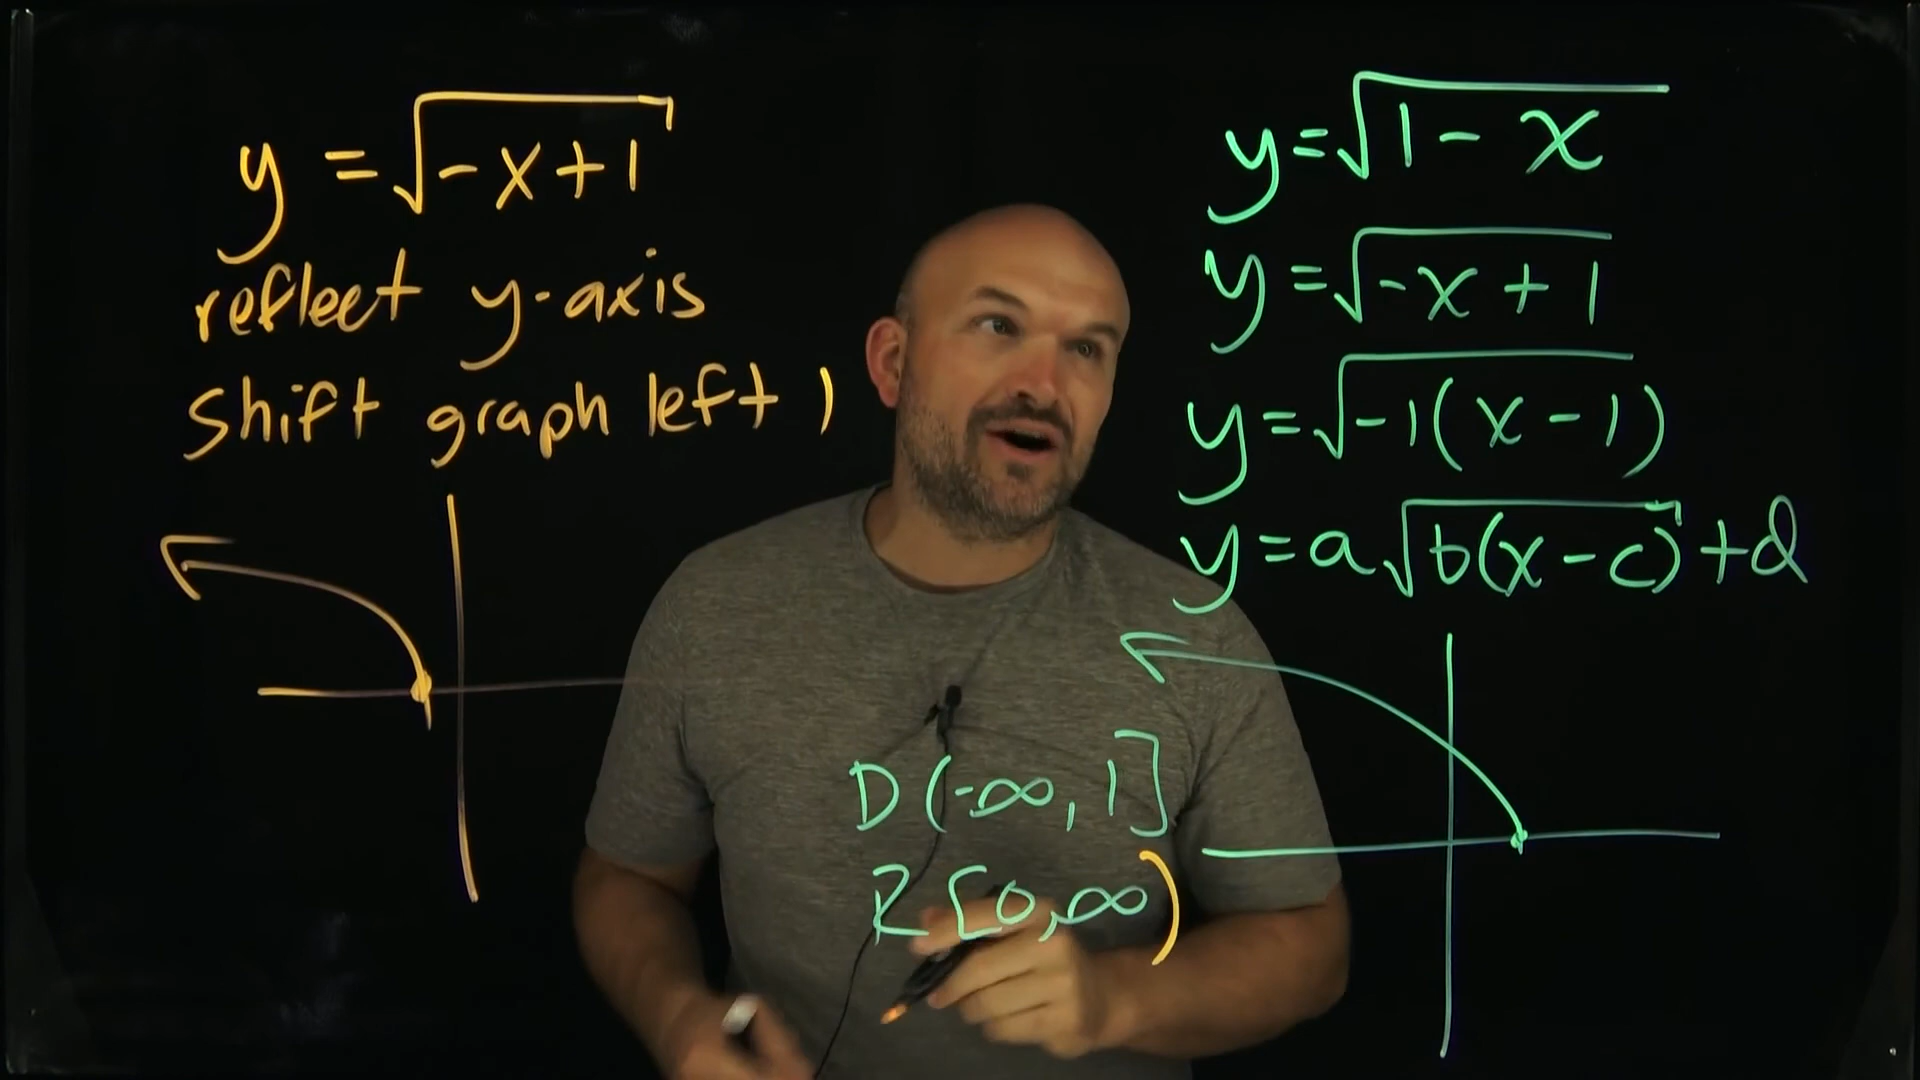 y = √-x+1
reflect y-axis
shift graph left 1
y=√1-x
y=√-x+1
y=√-1(x-1)
y=a√b(x-c)+d
D(-∞,1]
R[0,∞)